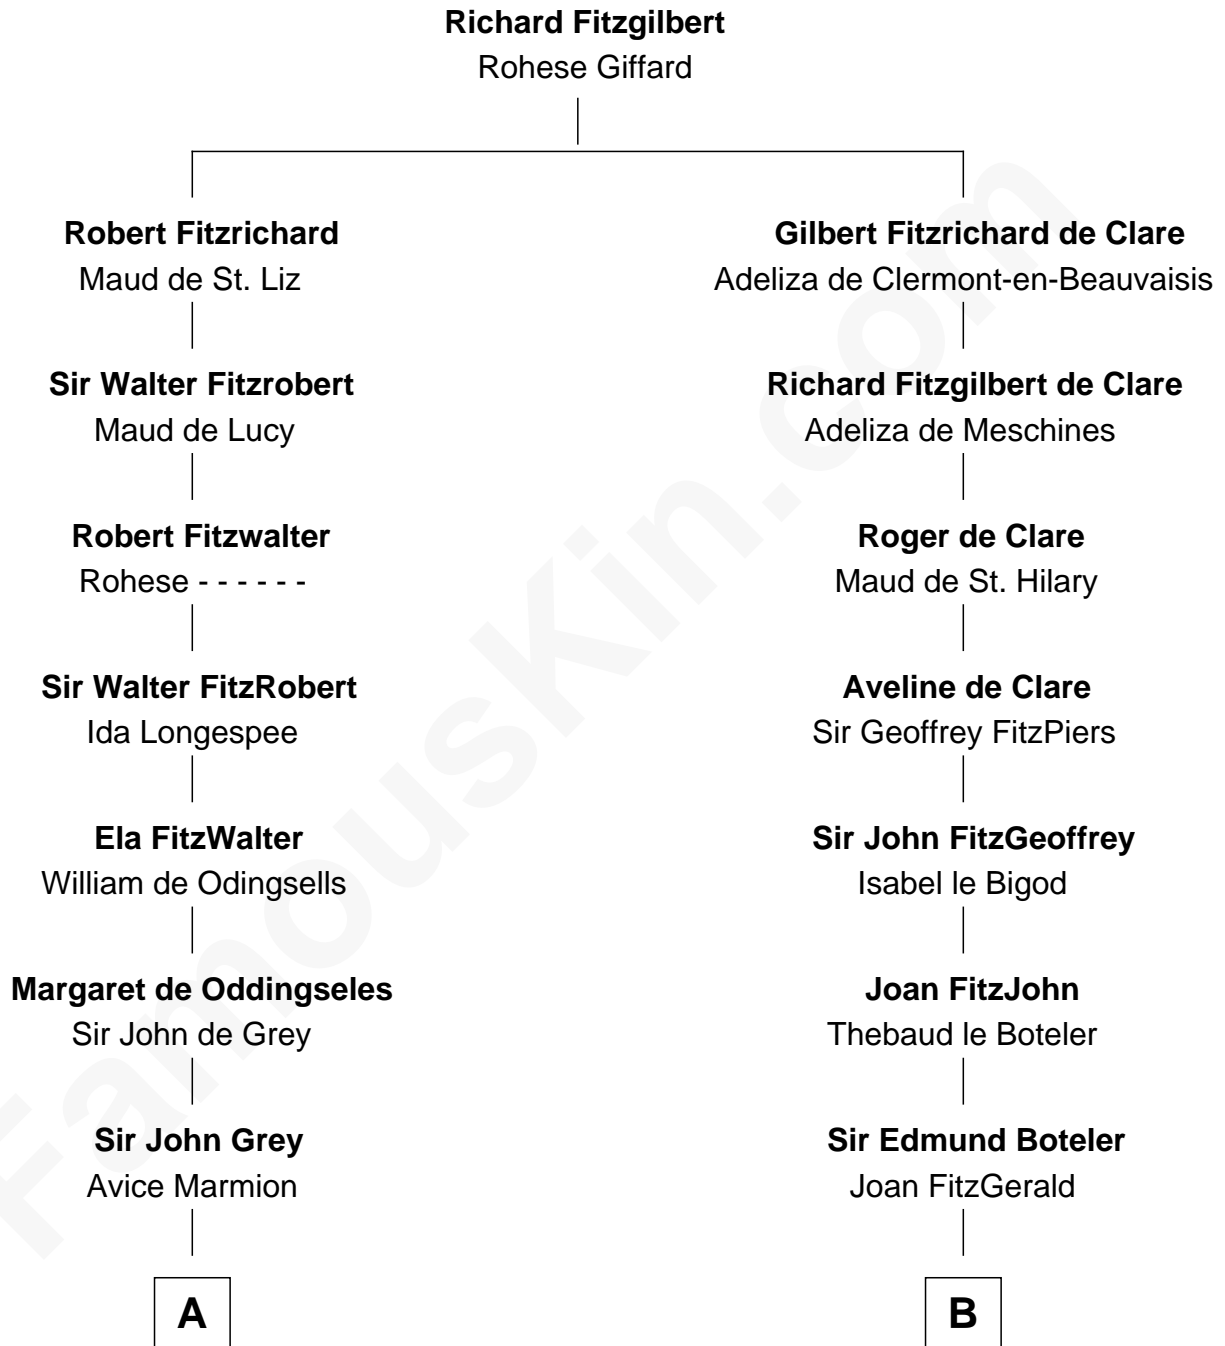 Richard Fitzgilbert
Rohese Giffard
Robert Fitzrichard
Maud de St. Liz
Gilbert Fitzrichard de Clare
Adeliza de Clermont-en-Beauvaisis
Sir Walter Fitzrobert
Maud de Lucy
Richard Fitzgilbert de Clare
Adeliza de Meschines
Robert Fitzwalter
Rohese - - - - - -
Roger de Clare
Maud de St. Hilary
Sir Walter FitzRobert
Ida Longespee
Aveline de Clare
Sir Geoffrey FitzPiers
Ela FitzWalter
William de Odingsells
Sir John FitzGeoffrey
Isabel le Bigod
Margaret de Oddingseles
Sir John de Grey
Joan FitzJohn
Thebaud le Boteler
Sir John Grey
Avice Marmion
Sir Edmund Boteler
Joan FitzGerald
A
B
FamousKin.com